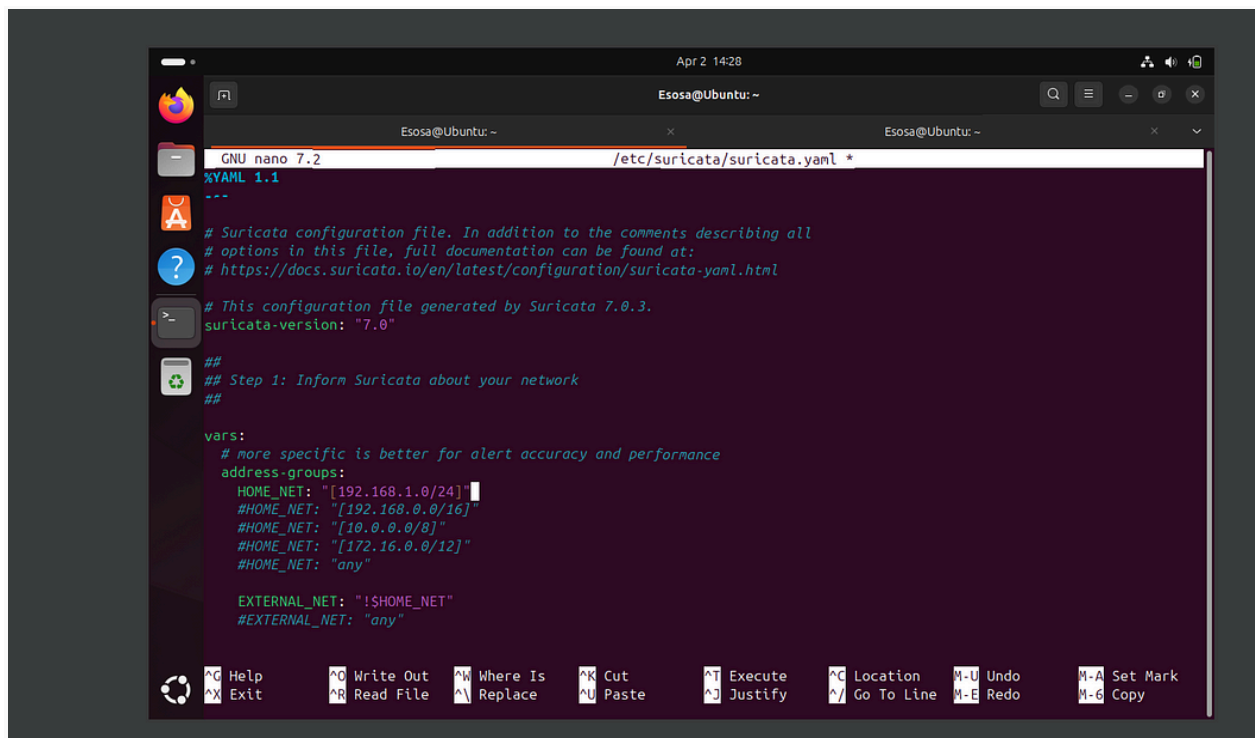 Apr 2 14:28
Esosa@Ubuntu: ~
Esosa@Ubuntu: ~ × Esosa@Ubuntu: ~ ×
GNU nano 7.2 /etc/suricata/suricata.yaml *
%YAML 1.1
---
# Suricata configuration file. In addition to the comments describing all
# options in this file, full documentation can be found at:
# https://docs.suricata.io/en/latest/configuration/suricata-yaml.html
# This configuration file generated by Suricata 7.0.3.
suricata-version: "7.0"
##
## Step 1: Inform Suricata about your network
##
vars:
# more specific is better for alert accuracy and performance
address-groups:
HOME_NET: "[192.168.1.0/24]"
#HOME_NET: "[192.168.0.0/16]"
#HOME_NET: "[10.0.0.0/8]"
#HOME_NET: "[172.16.0.0/12]"
#HOME_NET: "any"
EXTERNAL_NET: "!$HOME_NET"
#EXTERNAL_NET: "any"
^G Help ^O Write Out ^W Where Is ^K Cut ^T Execute ^C Location M-U Undo M-A Set Mark
^X Exit ^R Read File ^\ Replace ^U Paste ^J Justify ^/ Go To Line M-E Redo M-6 Copy